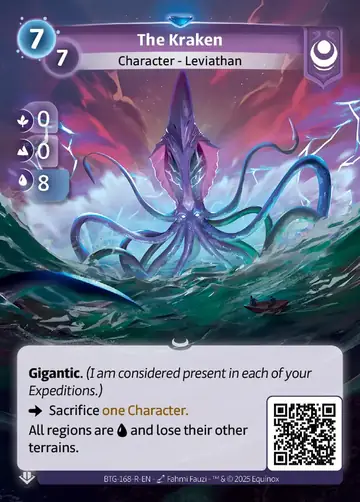 7
The Kraken
7
Character - Leviathan
0
0
8
Gigantic. (I am considered present in each of your
Expeditions.)
Sacrifice one Character.
All regions are and lose their other
terrains.
BTG-168-R-EN - Fahmi Fauzi - ™ & © 2025 Equinox